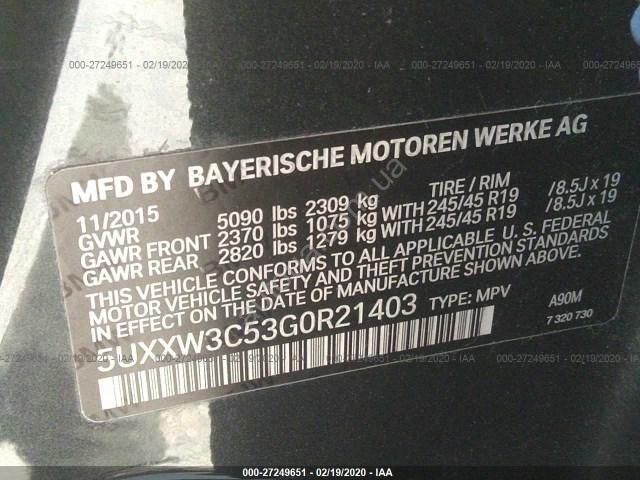 000-27249651 - 02/19/2020 - IAA
MFD BY BAYERISCHE MOTOREN WERKE AG
11/2015 TIRE / RIM
GVWR 5090 lbs 2309 kg
GAWR FRONT 2370 lbs 1075 kg WITH 245/45 R19 /8.5J x 19
GAWR REAR 2820 lbs 1279 kg WITH 245/45 R19 /8.5J x 19
THIS VEHICLE CONFORMS TO ALL APPLICABLE U. S. FEDERAL
MOTOR VEHICLE SAFETY AND THEFT PREVENTION STANDARDS
IN EFFECT ON THE DATE OF MANUFACTURE SHOWN ABOVE.
5UXXW3C53G0R21403 TYPE: MPV A90M
7 320 730
000-27249651 - 02/19/2020 - IAA